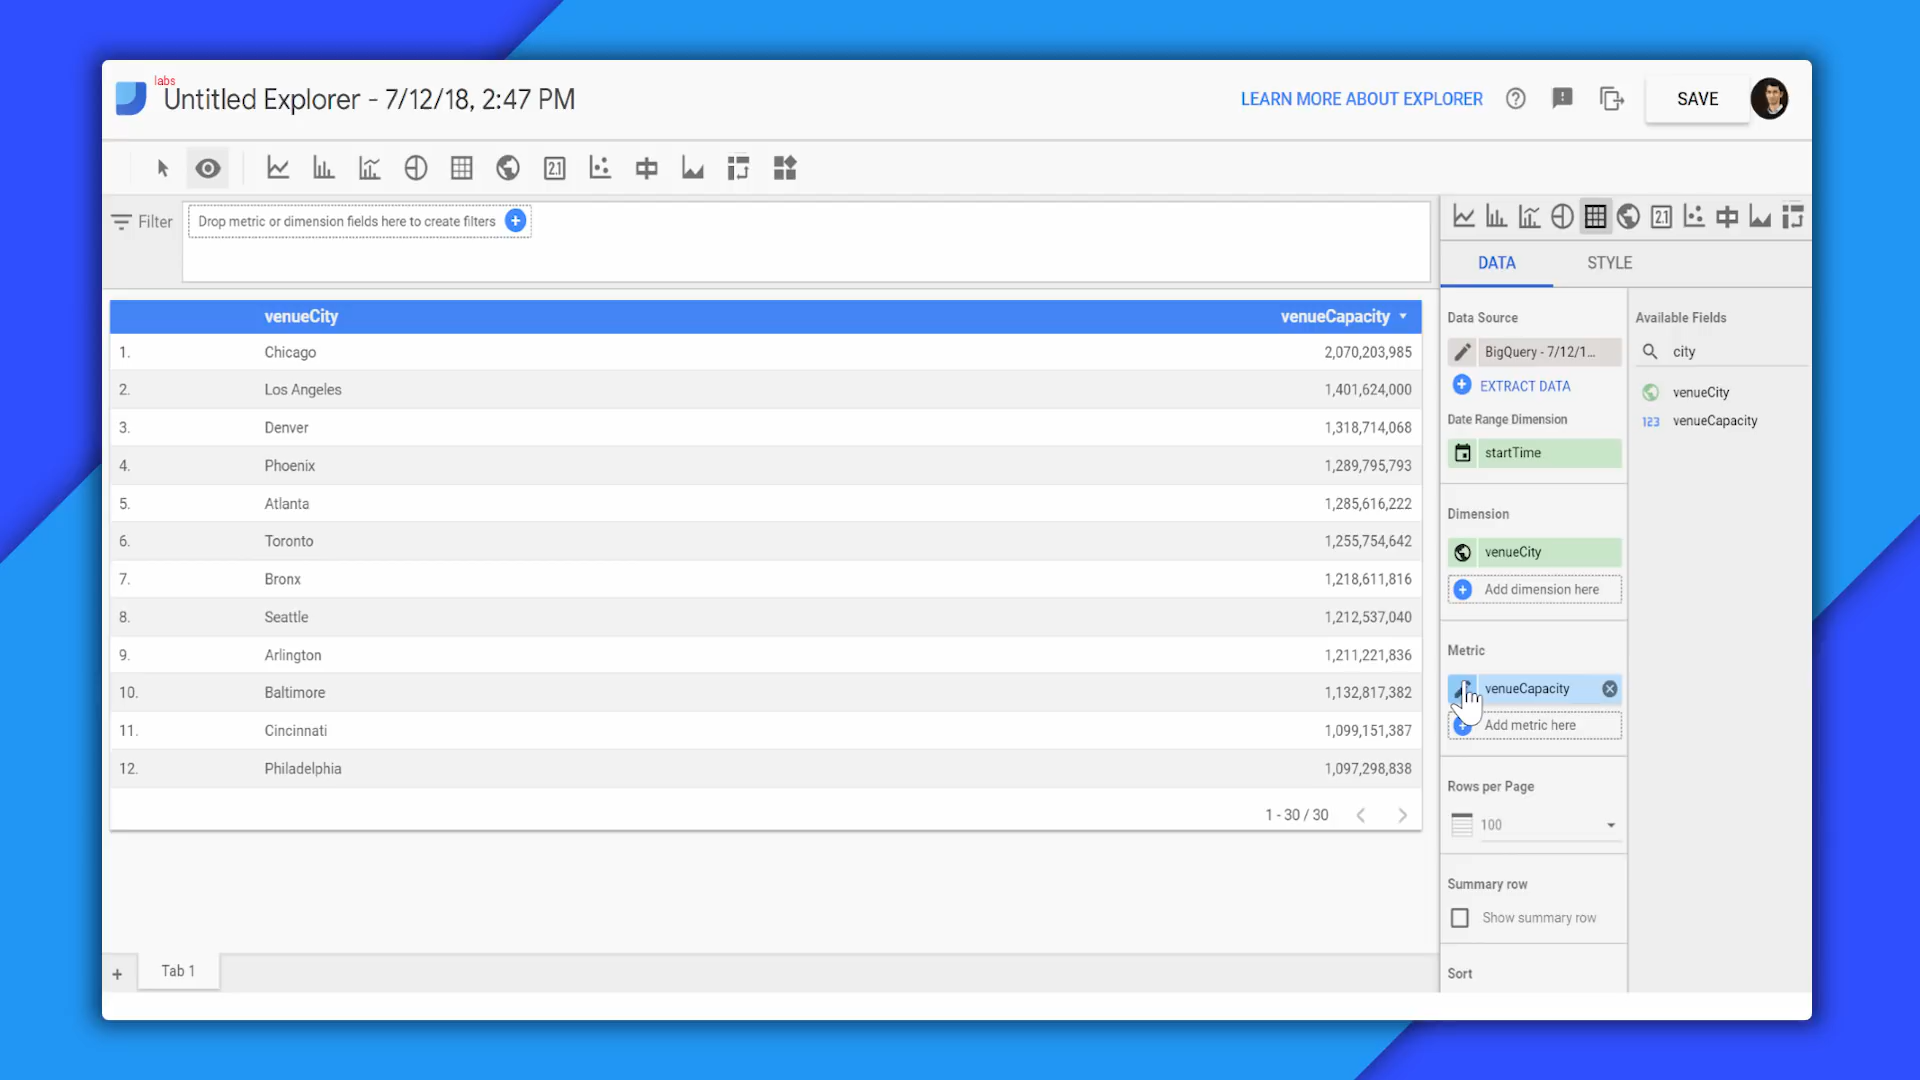 labs
Untitled Explorer - 7/12/18, 2:47 PM
LEARN MORE ABOUT EXPLORER
SAVE
Filter
Drop metric or dimension fields here to create filters
DATA
STYLE
venueCity venueCapacity
1. Chicago 2,070,203,985
2. Los Angeles 1,401,624,000
3. Denver 1,318,714,068
4. Phoenix 1,289,795,793
5. Atlanta 1,285,616,222
6. Toronto 1,255,754,642
7. Bronx 1,218,611,816
8. Seattle 1,212,537,040
9. Arlington 1,211,221,836
10. Baltimore 1,132,817,382
11. Cincinnati 1,099,151,387
12. Philadelphia 1,097,298,838
1 - 30 / 30
Data Source
BigQuery - 7/12/1...
EXTRACT DATA
Date Range Dimension
startTime
Dimension
venueCity
Add dimension here
Metric
venueCapacity
Add metric here
Rows per Page
100
Summary row
Show summary row
Sort
Available Fields
city
venueCity
123 venueCapacity
+ Tab 1
2.1
2.1